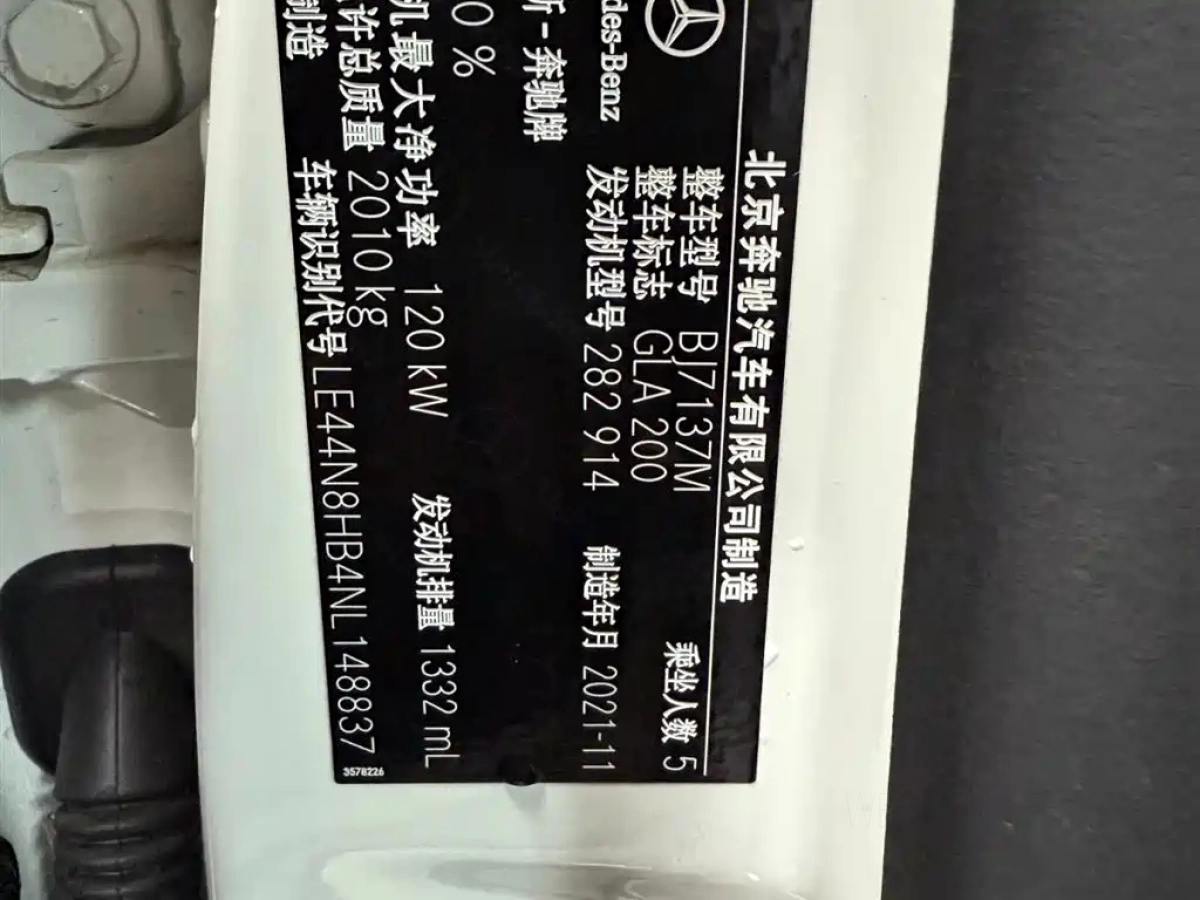 北京奔驰汽车有限公司制造
整车型号 BJ7137M 乘坐人数 5
整车标志 GLA 200
des-Benz 发动机型号 282 914 制造年月 2021-11
斯-奔驰牌
0 %
机最大净功率 120 kW 发动机排量 1332 mL
许总质量 2010 kg
制造 车辆识别代号 LE44N8HB4NL148837
3578226